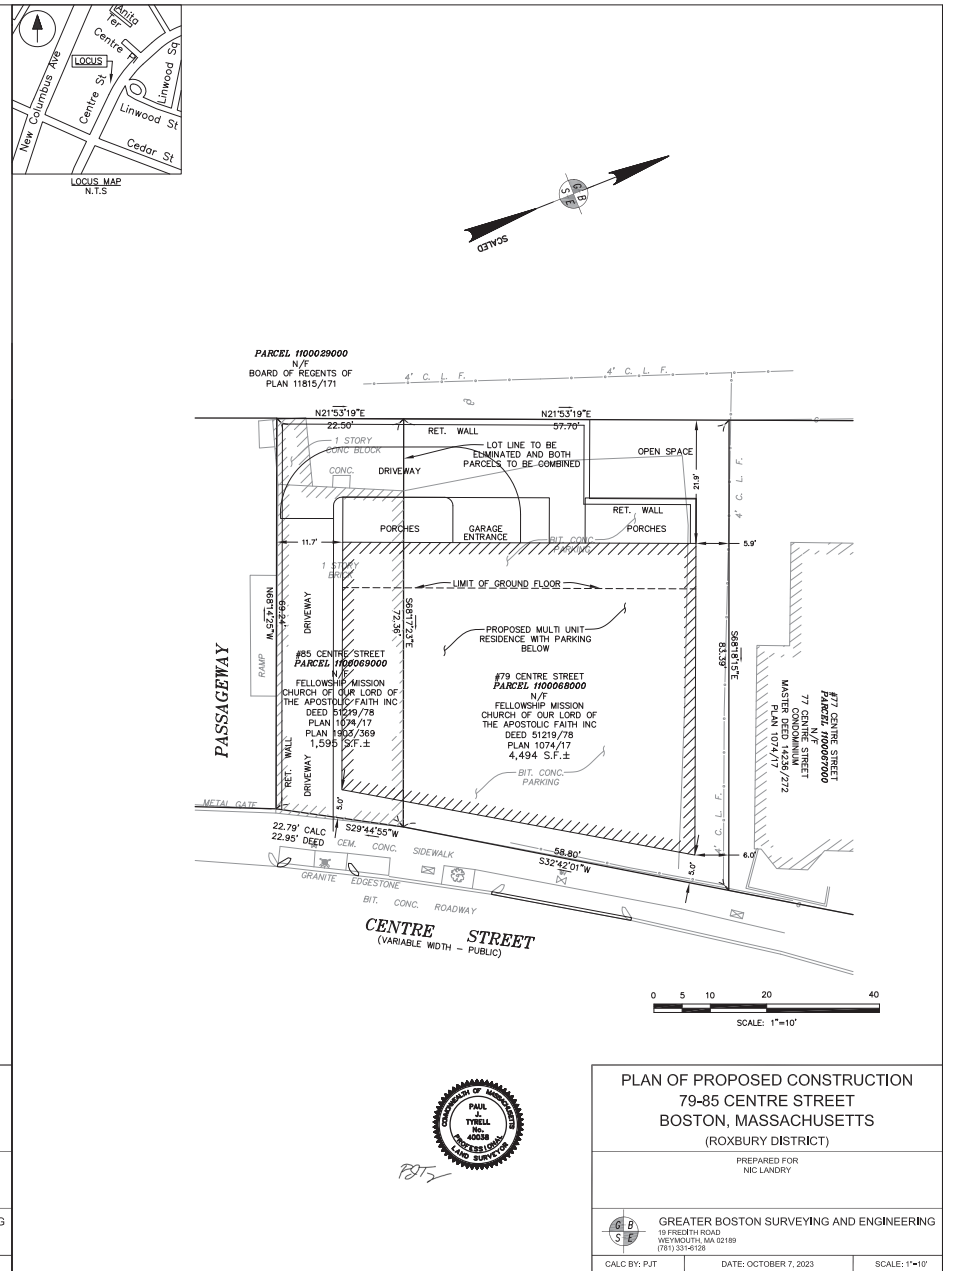 Anita
Ter
Centre Pl
LOCUS
New Columbus Ave
Centre St
Linwood Sq
Linwood St
Cedar St
LOCUS MAP
N.T.S
G B
S E
SCALED
PARCEL 1100029000
N/F
BOARD OF REGENTS OF
PLAN 11815/171
4' C. L. F.
4' C. L. F.
N21°53'19"E
22.50'
N21°53'19"E
57.70'
RET. WALL
1 STORY
CONC BLOCK
CONC.
DRIVEWAY
LOT LINE TO BE
ELIMINATED AND BOTH
PARCELS TO BE COMBINED
OPEN SPACE
21.9'
4' C. L. F.
RET. WALL
PORCHES
GARAGE
ENTRANCE
PORCHES
BIT. CONC.
PARKING
11.7'
5.9'
1 STORY
BRICK
LIMIT OF GROUND FLOOR
N68°14'25"W
69.24'
DRIVEWAY
S68°17'23"E
72.36'
PROPOSED MULTI UNIT
RESIDENCE WITH PARKING
BELOW
S68°18'15"E
83.39'
RAMP
PASSAGEWAY
#85 CENTRE STREET
PARCEL 1100069000
N/F
FELLOWSHIP MISSION
CHURCH OF OUR LORD OF
THE APOSTOLIC FAITH INC
DEED 51219/78
PLAN 1074/17
PLAN 1903/369
1,595 S.F.±
#79 CENTRE STREET
PARCEL 1100068000
N/F
FELLOWSHIP MISSION
CHURCH OF OUR LORD OF
THE APOSTOLIC FAITH INC
DEED 51219/78
PLAN 1074/17
4,494 S.F.±
#77 CENTRE STREET
PARCEL 1100067000
N/F
77 CENTRE STREET
CONDOMINIUM
MASTER DEED 14236/272
PLAN 1074/17
RET. WALL
DRIVEWAY
BIT. CONC.
PARKING
4' C. L. F.
METAL GATE
5.0'
22.79' CALC
22.95' DEED
S29°44'55"W
CEM. CONC. SIDEWALK
58.80'
S32°42'01"W
5.0'
6.0'
GRANITE EDGESTONE
BIT. CONC. ROADWAY
CENTRE STREET
(VARIABLE WIDTH - PUBLIC)
0 5 10 20 40
SCALE: 1"=10'
COMMONWEALTH OF MASSACHUSETTS
PAUL
J.
TYRELL
No.
40038
PROFESSIONAL
LAND SURVEYOR
PLAN OF PROPOSED CONSTRUCTION
79-85 CENTRE STREET
BOSTON, MASSACHUSETTS
(ROXBURY DISTRICT)
PREPARED FOR
NIC LANDRY
G B
S E
GREATER BOSTON SURVEYING AND ENGINEERING
19 FREDITH ROAD
WEYMOUTH, MA 02189
(781) 331-6128
CALC BY: PJT
DATE: OCTOBER 7, 2023
SCALE: 1"=10'
G